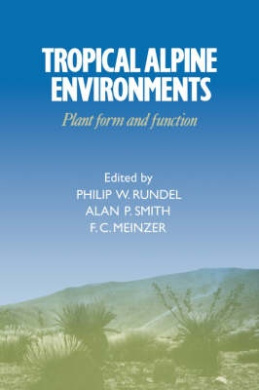 TROPICAL ALPINE
ENVIRONMENTS
Plant form and function
Edited by
PHILIP W. RUNDEL
ALAN P. SMITH
F. C. MEINZER